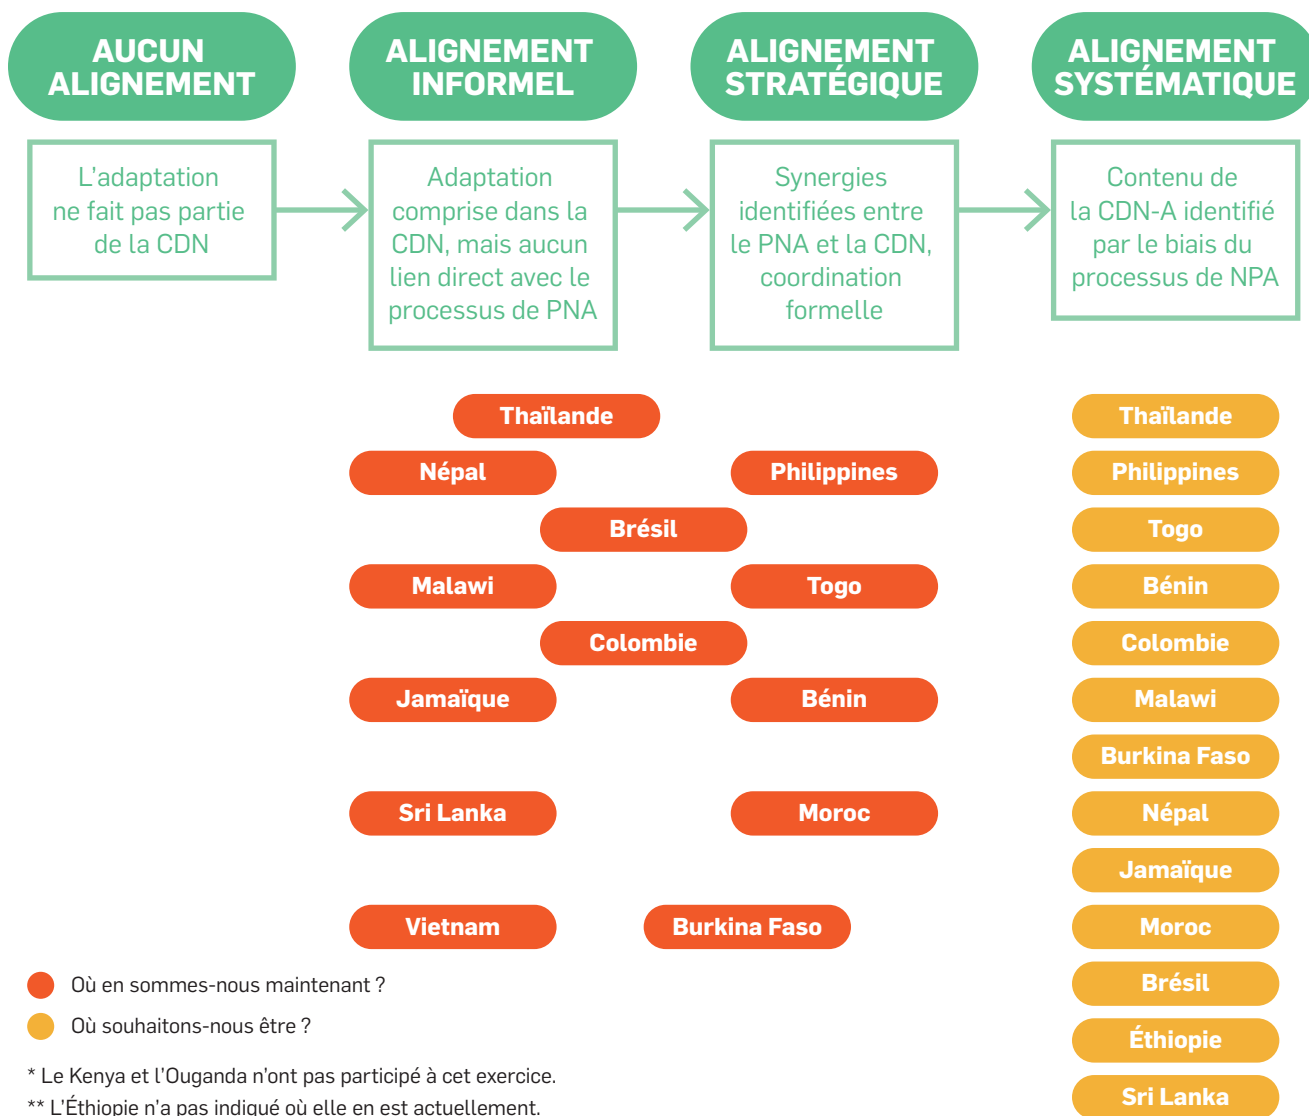 AUCUN
ALIGNEMENT
ALIGNEMENT
INFORMEL
ALIGNEMENT
STRATÉGIQUE
ALIGNEMENT
SYSTÉMATIQUE
L'adaptation
ne fait pas partie
de la CDN
Adaptation
comprise dans la
CDN, mais aucun
lien direct avec le
processus de PNA
Synergies
identifiées entre
le PNA et la CDN,
coordination
formelle
Contenu de
la CDN-A identifié
par le biais du
processus de NPA
Thaïlande
Népal
Philippines
Brésil
Malawi
Togo
Colombie
Jamaïque
Bénin
Sri Lanka
Moroc
Vietnam
Burkina Faso
Thaïlande
Philippines
Togo
Bénin
Colombie
Malawi
Burkina Faso
Népal
Jamaïque
Moroc
Brésil
Éthiopie
Sri Lanka
Où en sommes-nous maintenant ?
Où souhaitons-nous être ?
* Le Kenya et l'Ouganda n'ont pas participé à cet exercice.
** L'Éthiopie n'a pas indiqué où elle en est actuellement.